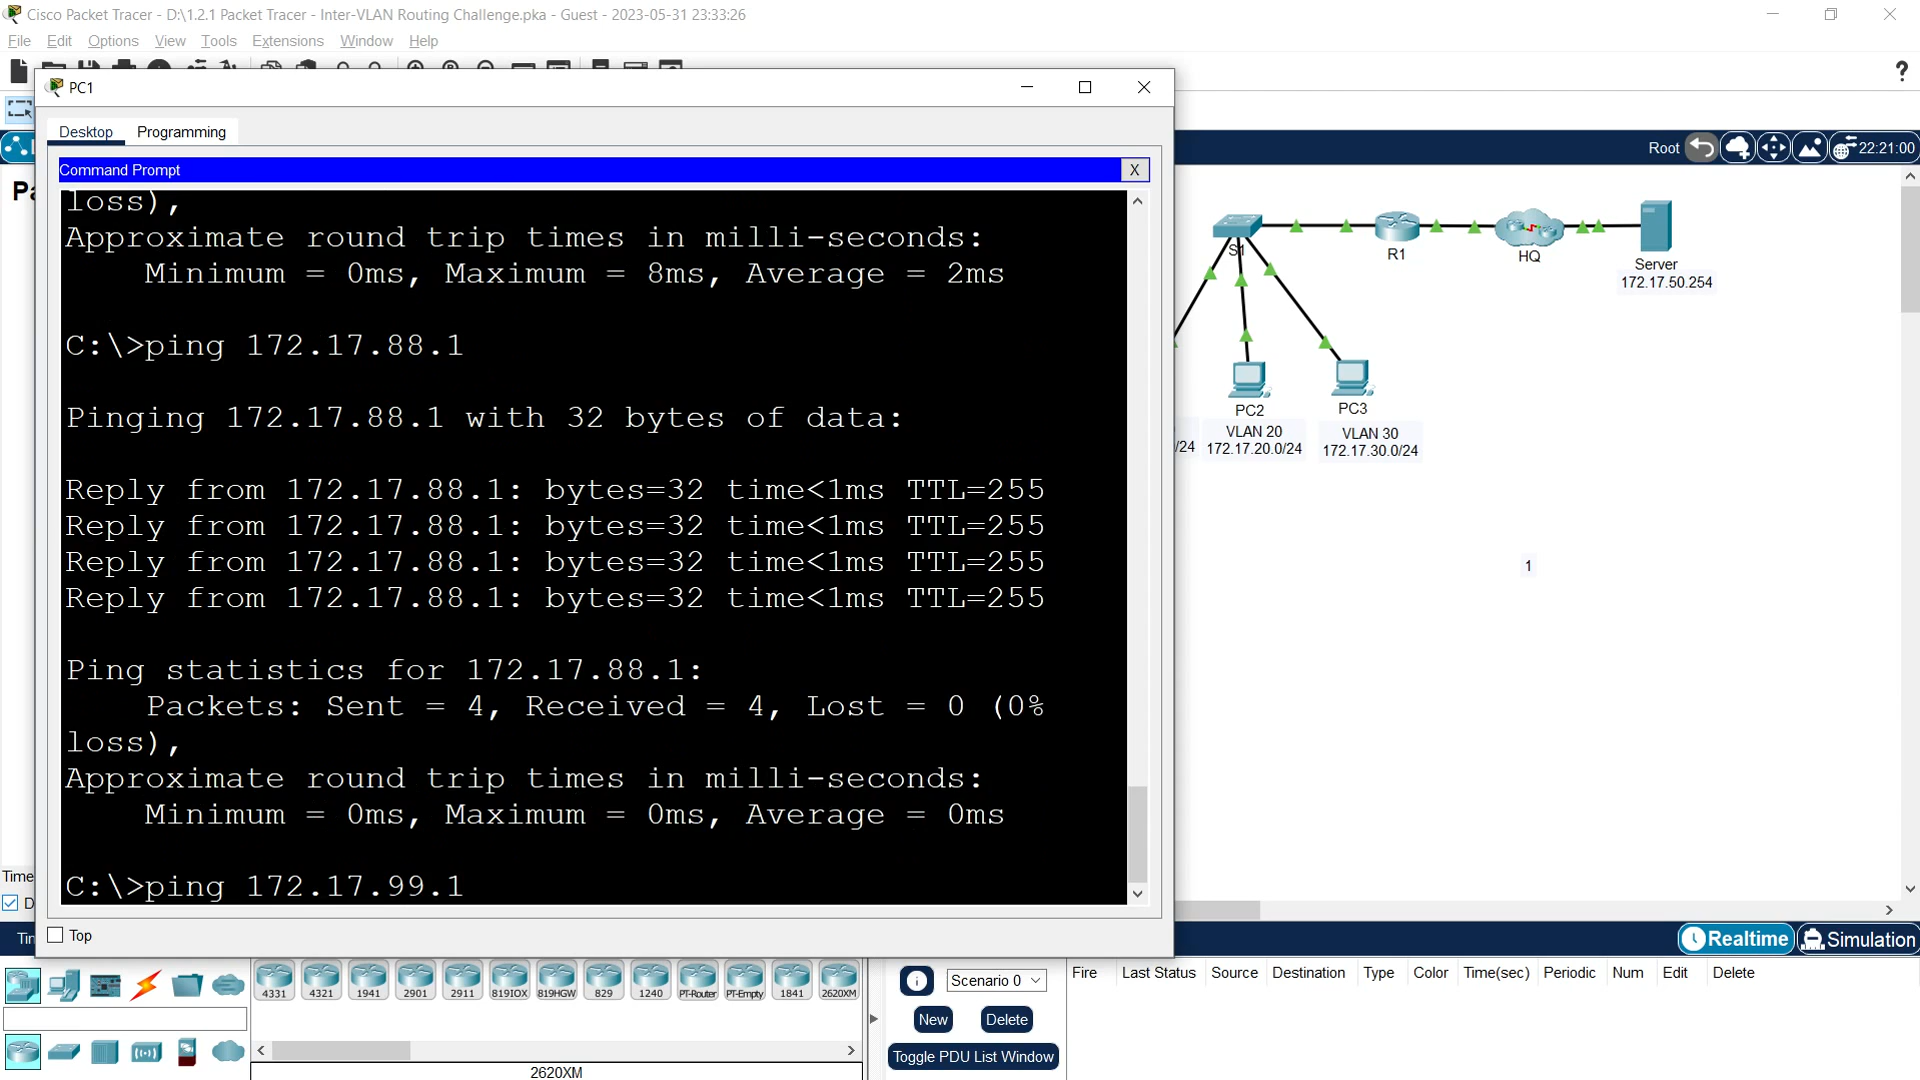 Cisco Packet Tracer - D:\1.2.1 Packet Tracer - Inter-VLAN Routing Challenge.pka - Guest - 2023-05-31 23:33:26
File Edit Options View Tools Extensions Window Help
?
PC1
Desktop Programming
Command Prompt X
loss),
Approximate round trip times in milli-seconds:
Minimum = 0ms, Maximum = 8ms, Average = 2ms
C:\>ping 172.17.88.1
Pinging 172.17.88.1 with 32 bytes of data:
Reply from 172.17.88.1: bytes=32 time<1ms TTL=255
Reply from 172.17.88.1: bytes=32 time<1ms TTL=255
Reply from 172.17.88.1: bytes=32 time<1ms TTL=255
Reply from 172.17.88.1: bytes=32 time<1ms TTL=255
Ping statistics for 172.17.88.1:
Packets: Sent = 4, Received = 4, Lost = 0 (0%
loss),
Approximate round trip times in milli-seconds:
Minimum = 0ms, Maximum = 0ms, Average = 0ms
C:\>ping 172.17.99.1
Top
Root 22:21:00
S1
R1
HQ
Server
172.17.50.254
PC2
VLAN 20
172.17.20.0/24
PC3
VLAN 30
172.17.30.0/24
/24
1
Time
Realtime Simulation
4331 4321 1941 2901 2911 819IOX 819HGW 829 1240 PT-Router PT-Empty 1841 2620XM
2620XM
Scenario 0
New Delete
Toggle PDU List Window
Fire Last Status Source Destination Type Color Time(sec) Periodic Num Edit Delete